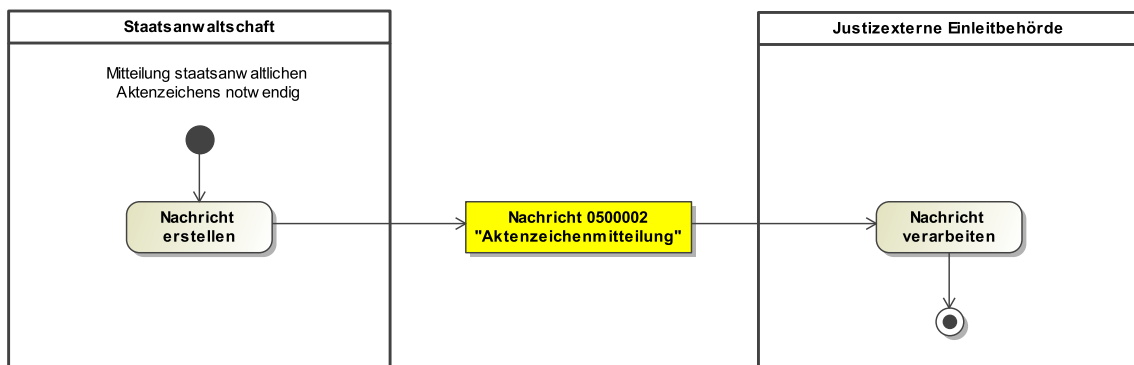 Staatsanwaltschaft
Justizexterne Einleitbehörde
Mitteilung staatsanwaltlichen
Aktenzeichens notwendig
Nachricht
erstellen
Nachricht 0500002
"Aktenzeichenmitteilung"
Nachricht
verarbeiten